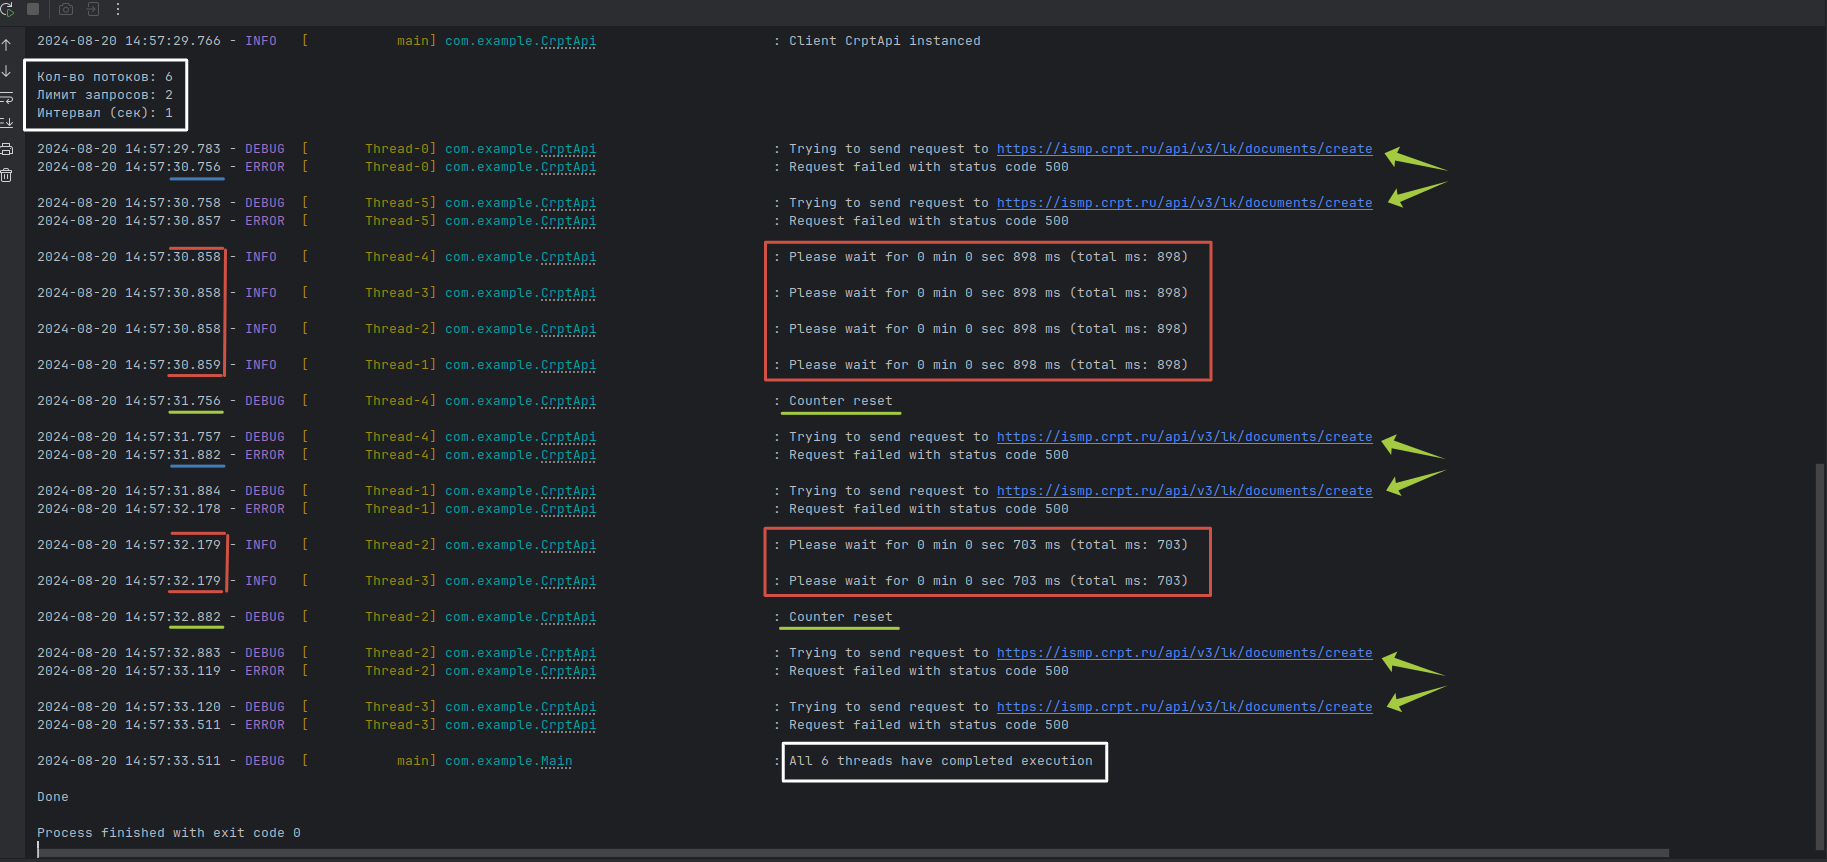 2024-08-20 14:57:29.766 - INFO [ main] com.example.CrptApi : Client CrptApi instanced
Кол-во потоков: 6
Лимит запросов: 2
Интервал (сек): 1
2024-08-20 14:57:29.783 - DEBUG [ Thread-0] com.example.CrptApi : Trying to send request to https://ismp.crpt.ru/api/v3/lk/documents/create
2024-08-20 14:57:30.756 - ERROR [ Thread-0] com.example.CrptApi : Request failed with status code 500
2024-08-20 14:57:30.758 - DEBUG [ Thread-5] com.example.CrptApi : Trying to send request to https://ismp.crpt.ru/api/v3/lk/documents/create
2024-08-20 14:57:30.857 - ERROR [ Thread-5] com.example.CrptApi : Request failed with status code 500
2024-08-20 14:57:30.858 - INFO [ Thread-4] com.example.CrptApi : Please wait for 0 min 0 sec 898 ms (total ms: 898)
2024-08-20 14:57:30.858 - INFO [ Thread-3] com.example.CrptApi : Please wait for 0 min 0 sec 898 ms (total ms: 898)
2024-08-20 14:57:30.858 - INFO [ Thread-2] com.example.CrptApi : Please wait for 0 min 0 sec 898 ms (total ms: 898)
2024-08-20 14:57:30.859 - INFO [ Thread-1] com.example.CrptApi : Please wait for 0 min 0 sec 898 ms (total ms: 898)
2024-08-20 14:57:31.756 - DEBUG [ Thread-4] com.example.CrptApi : Counter reset
2024-08-20 14:57:31.757 - DEBUG [ Thread-4] com.example.CrptApi : Trying to send request to https://ismp.crpt.ru/api/v3/lk/documents/create
2024-08-20 14:57:31.882 - ERROR [ Thread-4] com.example.CrptApi : Request failed with status code 500
2024-08-20 14:57:31.884 - DEBUG [ Thread-1] com.example.CrptApi : Trying to send request to https://ismp.crpt.ru/api/v3/lk/documents/create
2024-08-20 14:57:32.178 - ERROR [ Thread-1] com.example.CrptApi : Request failed with status code 500
2024-08-20 14:57:32.179 - INFO [ Thread-2] com.example.CrptApi : Please wait for 0 min 0 sec 703 ms (total ms: 703)
2024-08-20 14:57:32.179 - INFO [ Thread-3] com.example.CrptApi : Please wait for 0 min 0 sec 703 ms (total ms: 703)
2024-08-20 14:57:32.882 - DEBUG [ Thread-2] com.example.CrptApi : Counter reset
2024-08-20 14:57:32.883 - DEBUG [ Thread-2] com.example.CrptApi : Trying to send request to https://ismp.crpt.ru/api/v3/lk/documents/create
2024-08-20 14:57:33.119 - ERROR [ Thread-2] com.example.CrptApi : Request failed with status code 500
2024-08-20 14:57:33.120 - DEBUG [ Thread-3] com.example.CrptApi : Trying to send request to https://ismp.crpt.ru/api/v3/lk/documents/create
2024-08-20 14:57:33.511 - ERROR [ Thread-3] com.example.CrptApi : Request failed with status code 500
2024-08-20 14:57:33.511 - DEBUG [ main] com.example.Main : All 6 threads have completed execution
Done
Process finished with exit code 0